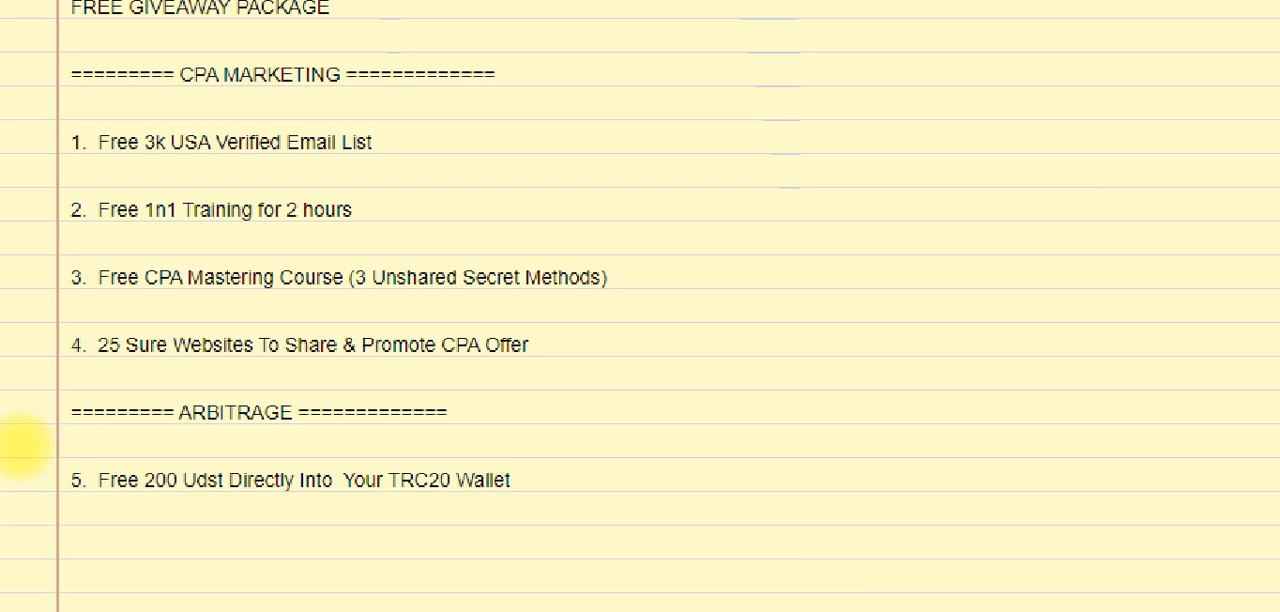 FREE GIVEAWAY PACKAGE
========= CPA MARKETING =============
1.  Free 3k USA Verified Email List
2.  Free 1n1 Training for 2 hours
3.  Free CPA Mastering Course (3 Unshared Secret Methods)
4.  25 Sure Websites To Share & Promote CPA Offer
========= ARBITRAGE =============
5.  Free 200 Udst Directly Into  Your TRC20 Wallet